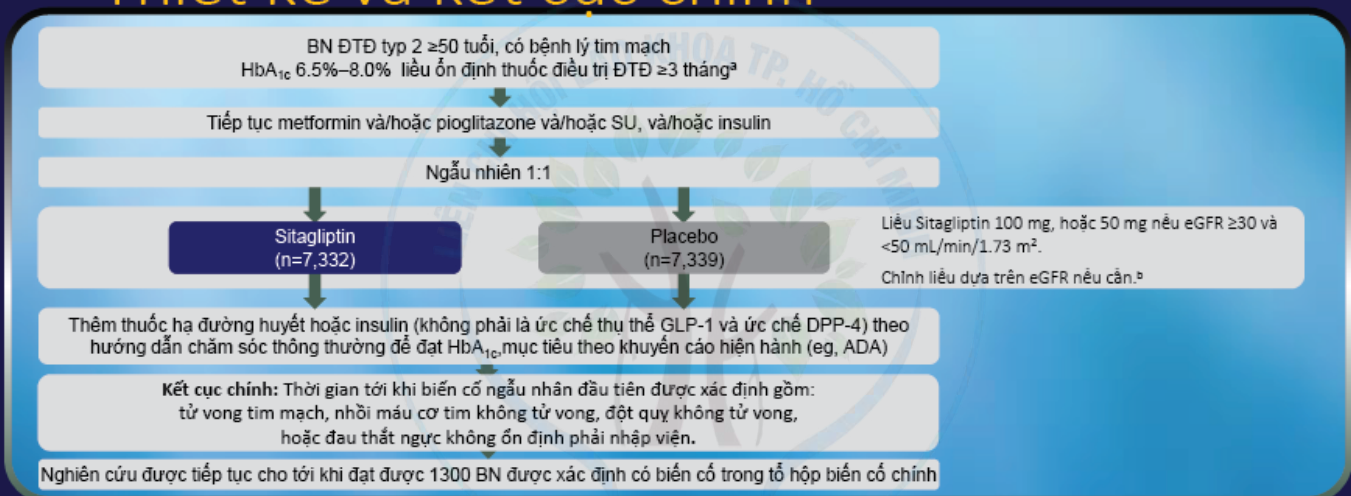 Thiết kế và kết cục chính
BN ĐTĐ typ 2 ≥50 tuổi, có bệnh lý tim mạch
HbA1c 6.5%–8.0% liều ổn định thuốc điều trị ĐTĐ ≥3 thángᵃ
Tiếp tục metformin và/hoặc pioglitazone và/hoặc SU, và/hoặc insulin
Ngẫu nhiên 1:1
Sitagliptin
(n=7,332)
Placebo
(n=7,339)
Liều Sitagliptin 100 mg, hoặc 50 mg nếu eGFR ≥30 và
<50 mL/min/1.73 m².
Chỉnh liều dựa trên eGFR nếu cần.ᵇ
Thêm thuốc hạ đường huyết hoặc insulin (không phải là ức chế thụ thể GLP-1 và ức chế DPP-4) theo
hướng dẫn chăm sóc thông thường để đạt HbA1c,mục tiêu theo khuyến cáo hiện hành (eg, ADA)
Kết cục chính: Thời gian tới khi biến cố ngẫu nhân đầu tiên được xác định gồm:
tử vong tim mạch, nhồi máu cơ tim không tử vong, đột quỵ không tử vong,
hoặc đau thắt ngực không ổn định phải nhập viện.
Nghiên cứu được tiếp tục cho tới khi đạt được 1300 BN được xác định có biến cố trong tổ hợp biến cố chính